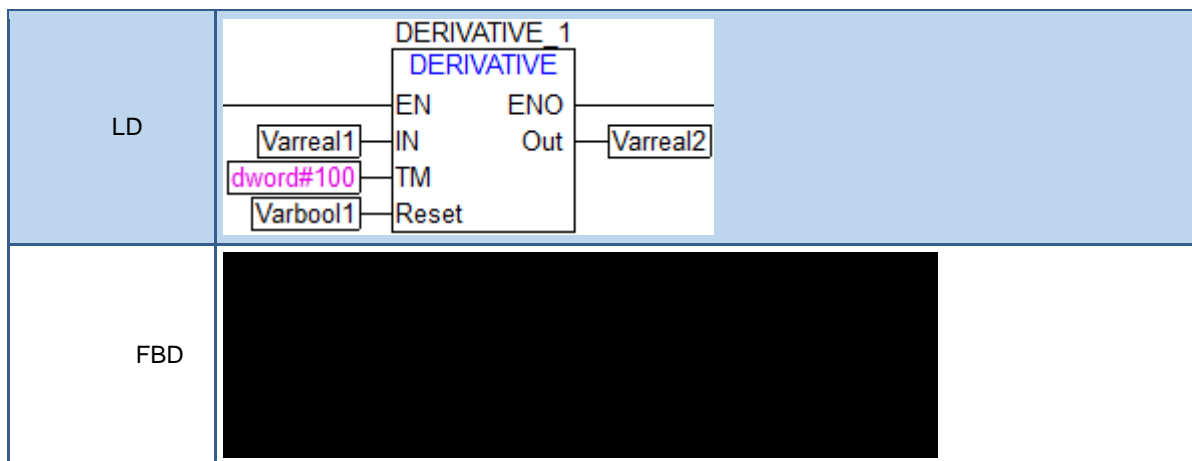 LD
DERIVATIVE_1
DERIVATIVE
EN ENO
Varreal1 IN Out Varreal2
dword#100 TM
Varbool1 Reset
FBD